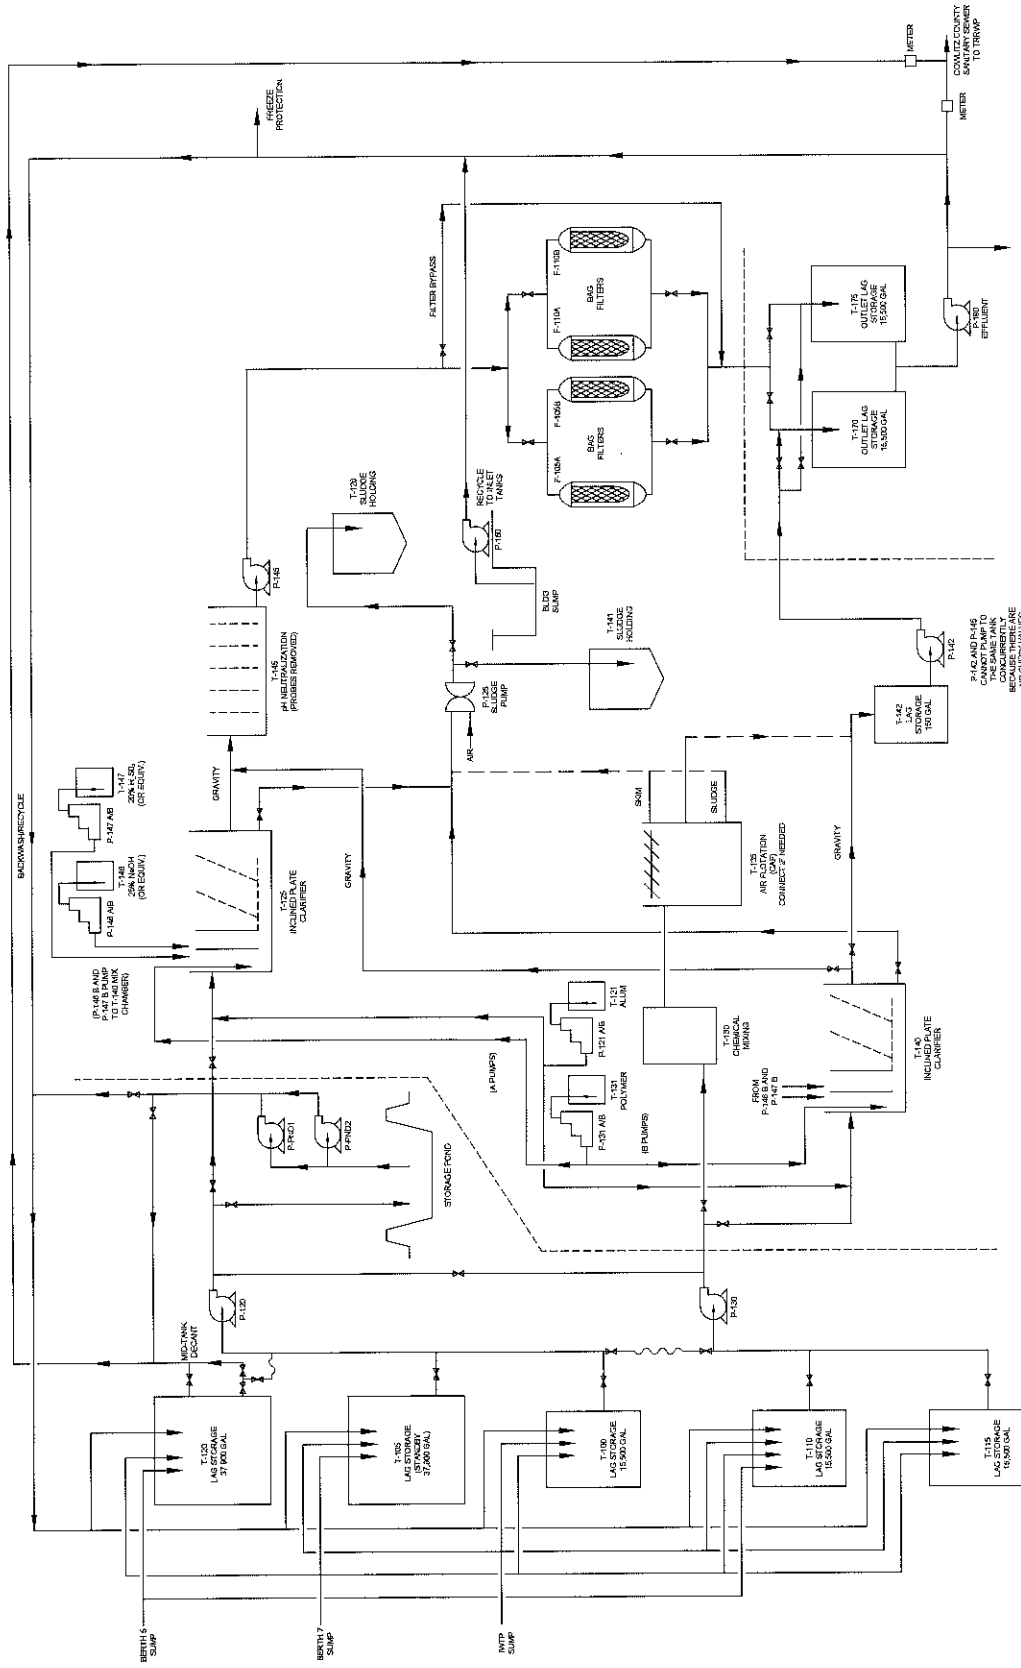 METER
COWLITZ COUNTY
SANITARY SEWER
TO TRRWP
METER
FREEZE
PROTECTION
BACKWASH/RECYCLE
FILTER BYPASS
F-105A
F-105B
F-110A
F-110B
BAG
FILTERS
BAG
FILTERS
T-175
OUTLET LAG
STORAGE
15,500 GAL
T-170
OUTLET LAG
STORAGE
15,500 GAL
P-180
EFFLUENT
T-128
SLUDGE
HOLDING
RECYCLE
TO INLET
TANKS
P-150
BLDG
SUMP
P-145
T-145
pH NEUTRALIZATION
(PROBES REMOVED)
P-125
SLUDGE
PUMP
AIR
T-141
SLUDGE
HOLDING
P-142
P-142 AND P-145
CANNOT PUMP TO
THE SAME TANK
CONCURRENTLY
BECAUSE THERE ARE
T-142
LAG
STORAGE
150 GAL
T-147
20% H2SO4
(OR EQUIV.)
P-147 A/B
T-146
25% NaOH
(OR EQUIV.)
P-146 A/B
(P-146 B AND
P-147 B PUMP
TO T-140 MIX
CHAMBER)
GRAVITY
T-125
INCLINED PLATE
CLARIFIER
GRAVITY
SKIM
SLUDGE
T-135
AIR FLOTATION
(CAF)
CONNECT IF NEEDED
GRAVITY
T-121
ALUM
P-121 A/B
T-131
POLYMER
P-131 A/B
(A PUMPS)
(B PUMPS)
T-130
CHEMICAL
MIXING
FROM
P-146 B AND
P-147 B
T-140
INCLINED PLATE
CLARIFIER
P-PND1
P-PND2
STORAGE POND
P-120
P-130
MID-TANK
DECANT
T-120
LAG STORAGE
37,900 GAL
T-105
LAG STORAGE
(STANDBY
37,900 GAL)
T-100
LAG STORAGE
15,500 GAL
T-110
LAG STORAGE
15,500 GAL
T-115
LAG STORAGE
15,500 GAL
BERTH 6
SUMP
BERTH 7
SUMP
IWTP
SUMP